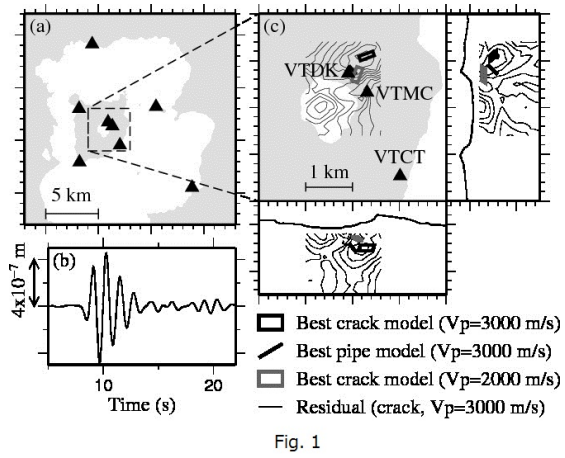 (a)
5 km
(c)
VTDK
VTMC
VTCT
1 km
4x10⁻⁷ m
(b)
10
20
Time (s)
Best crack model (Vp=3000 m/s)
Best pipe model (Vp=3000 m/s)
Best crack model (Vp=2000 m/s)
Residual (crack, Vp=3000 m/s)
Fig. 1